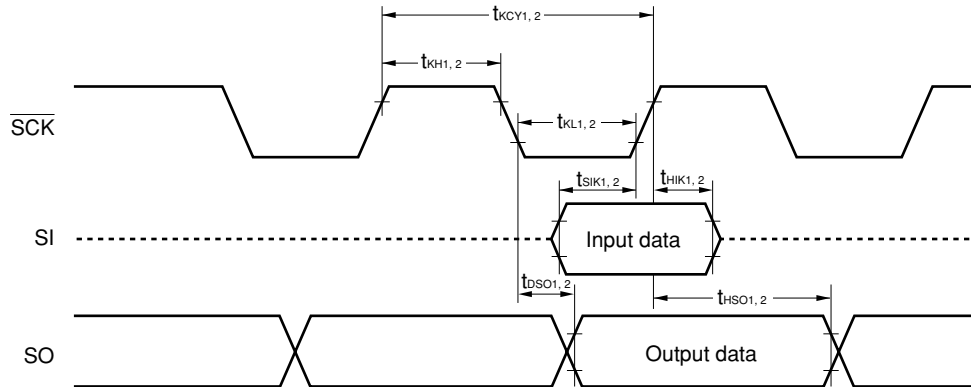 tKCY1, 2
tKH1, 2
SCK
tKL1, 2
tSIK1, 2
tHIK1, 2
SI
Input data
tDSO1, 2
tHSO1, 2
SO
Output data